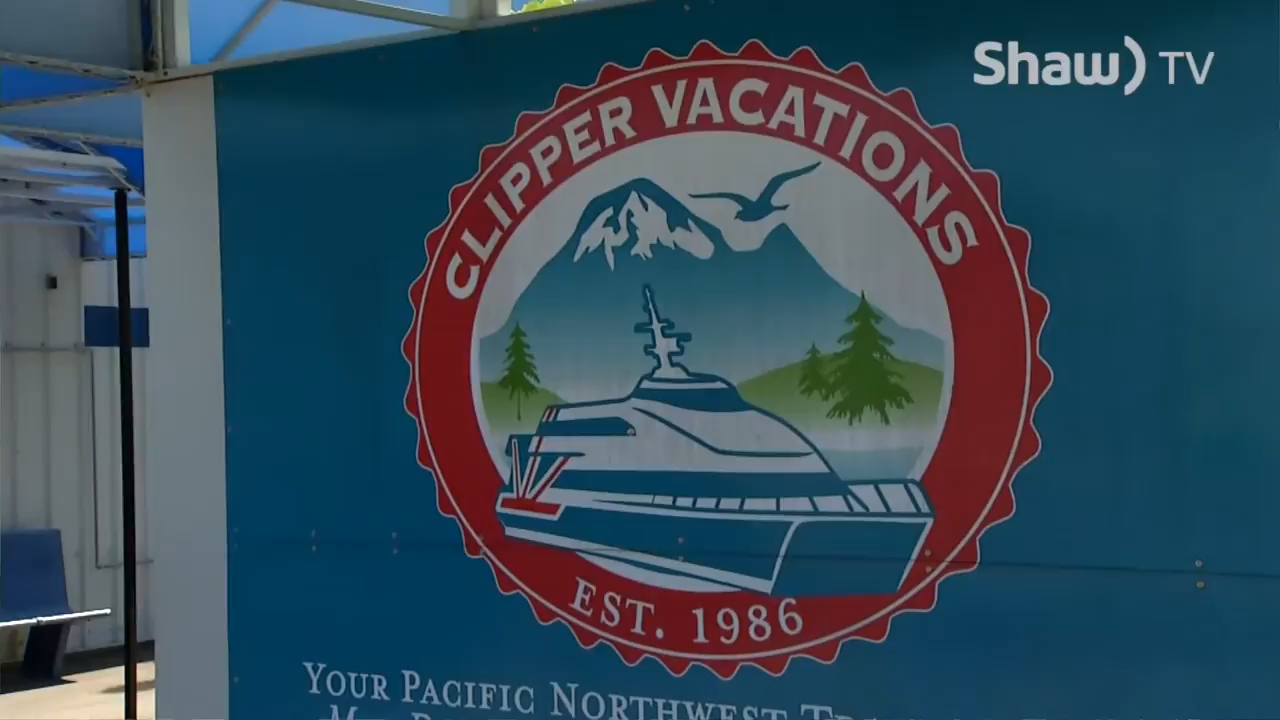 Shaw) TV
CLIPPER VACATIONS
EST. 1986
YOUR PACIFIC NORTHWEST